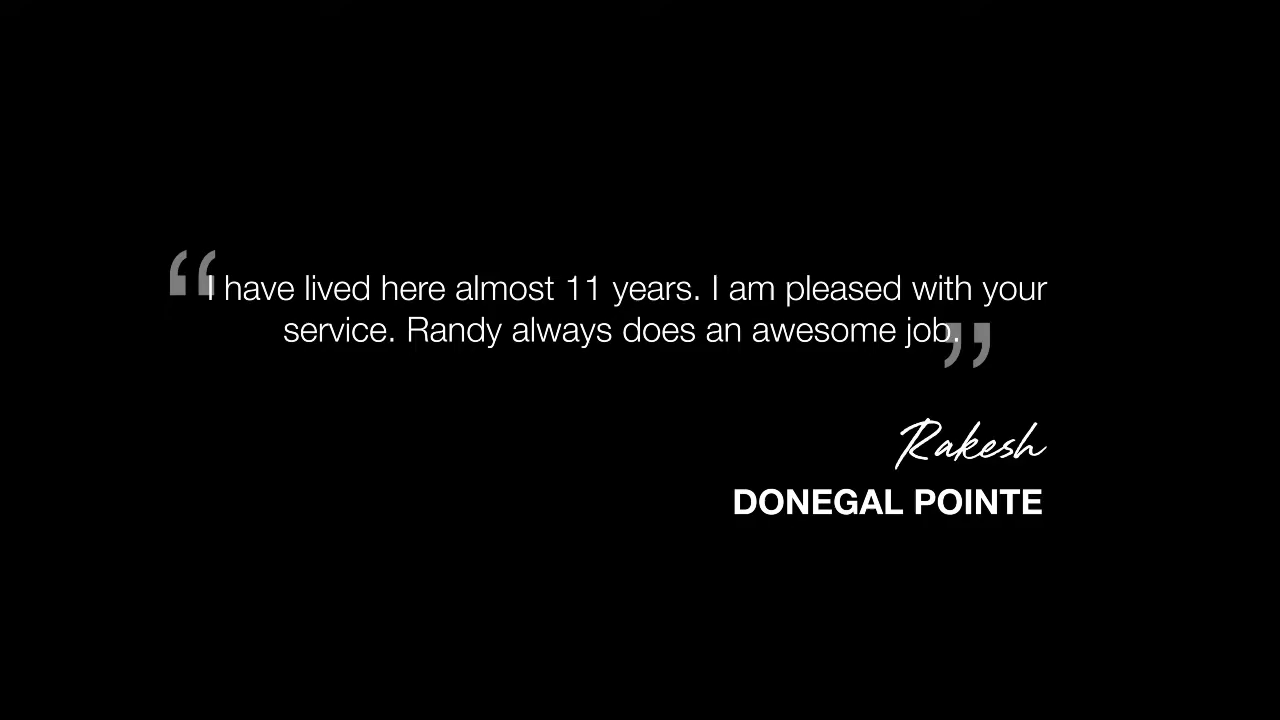 “I have lived here almost 11 years. I am pleased with your
service. Randy always does an awesome job.”
Rakesh
DONEGAL POINTE